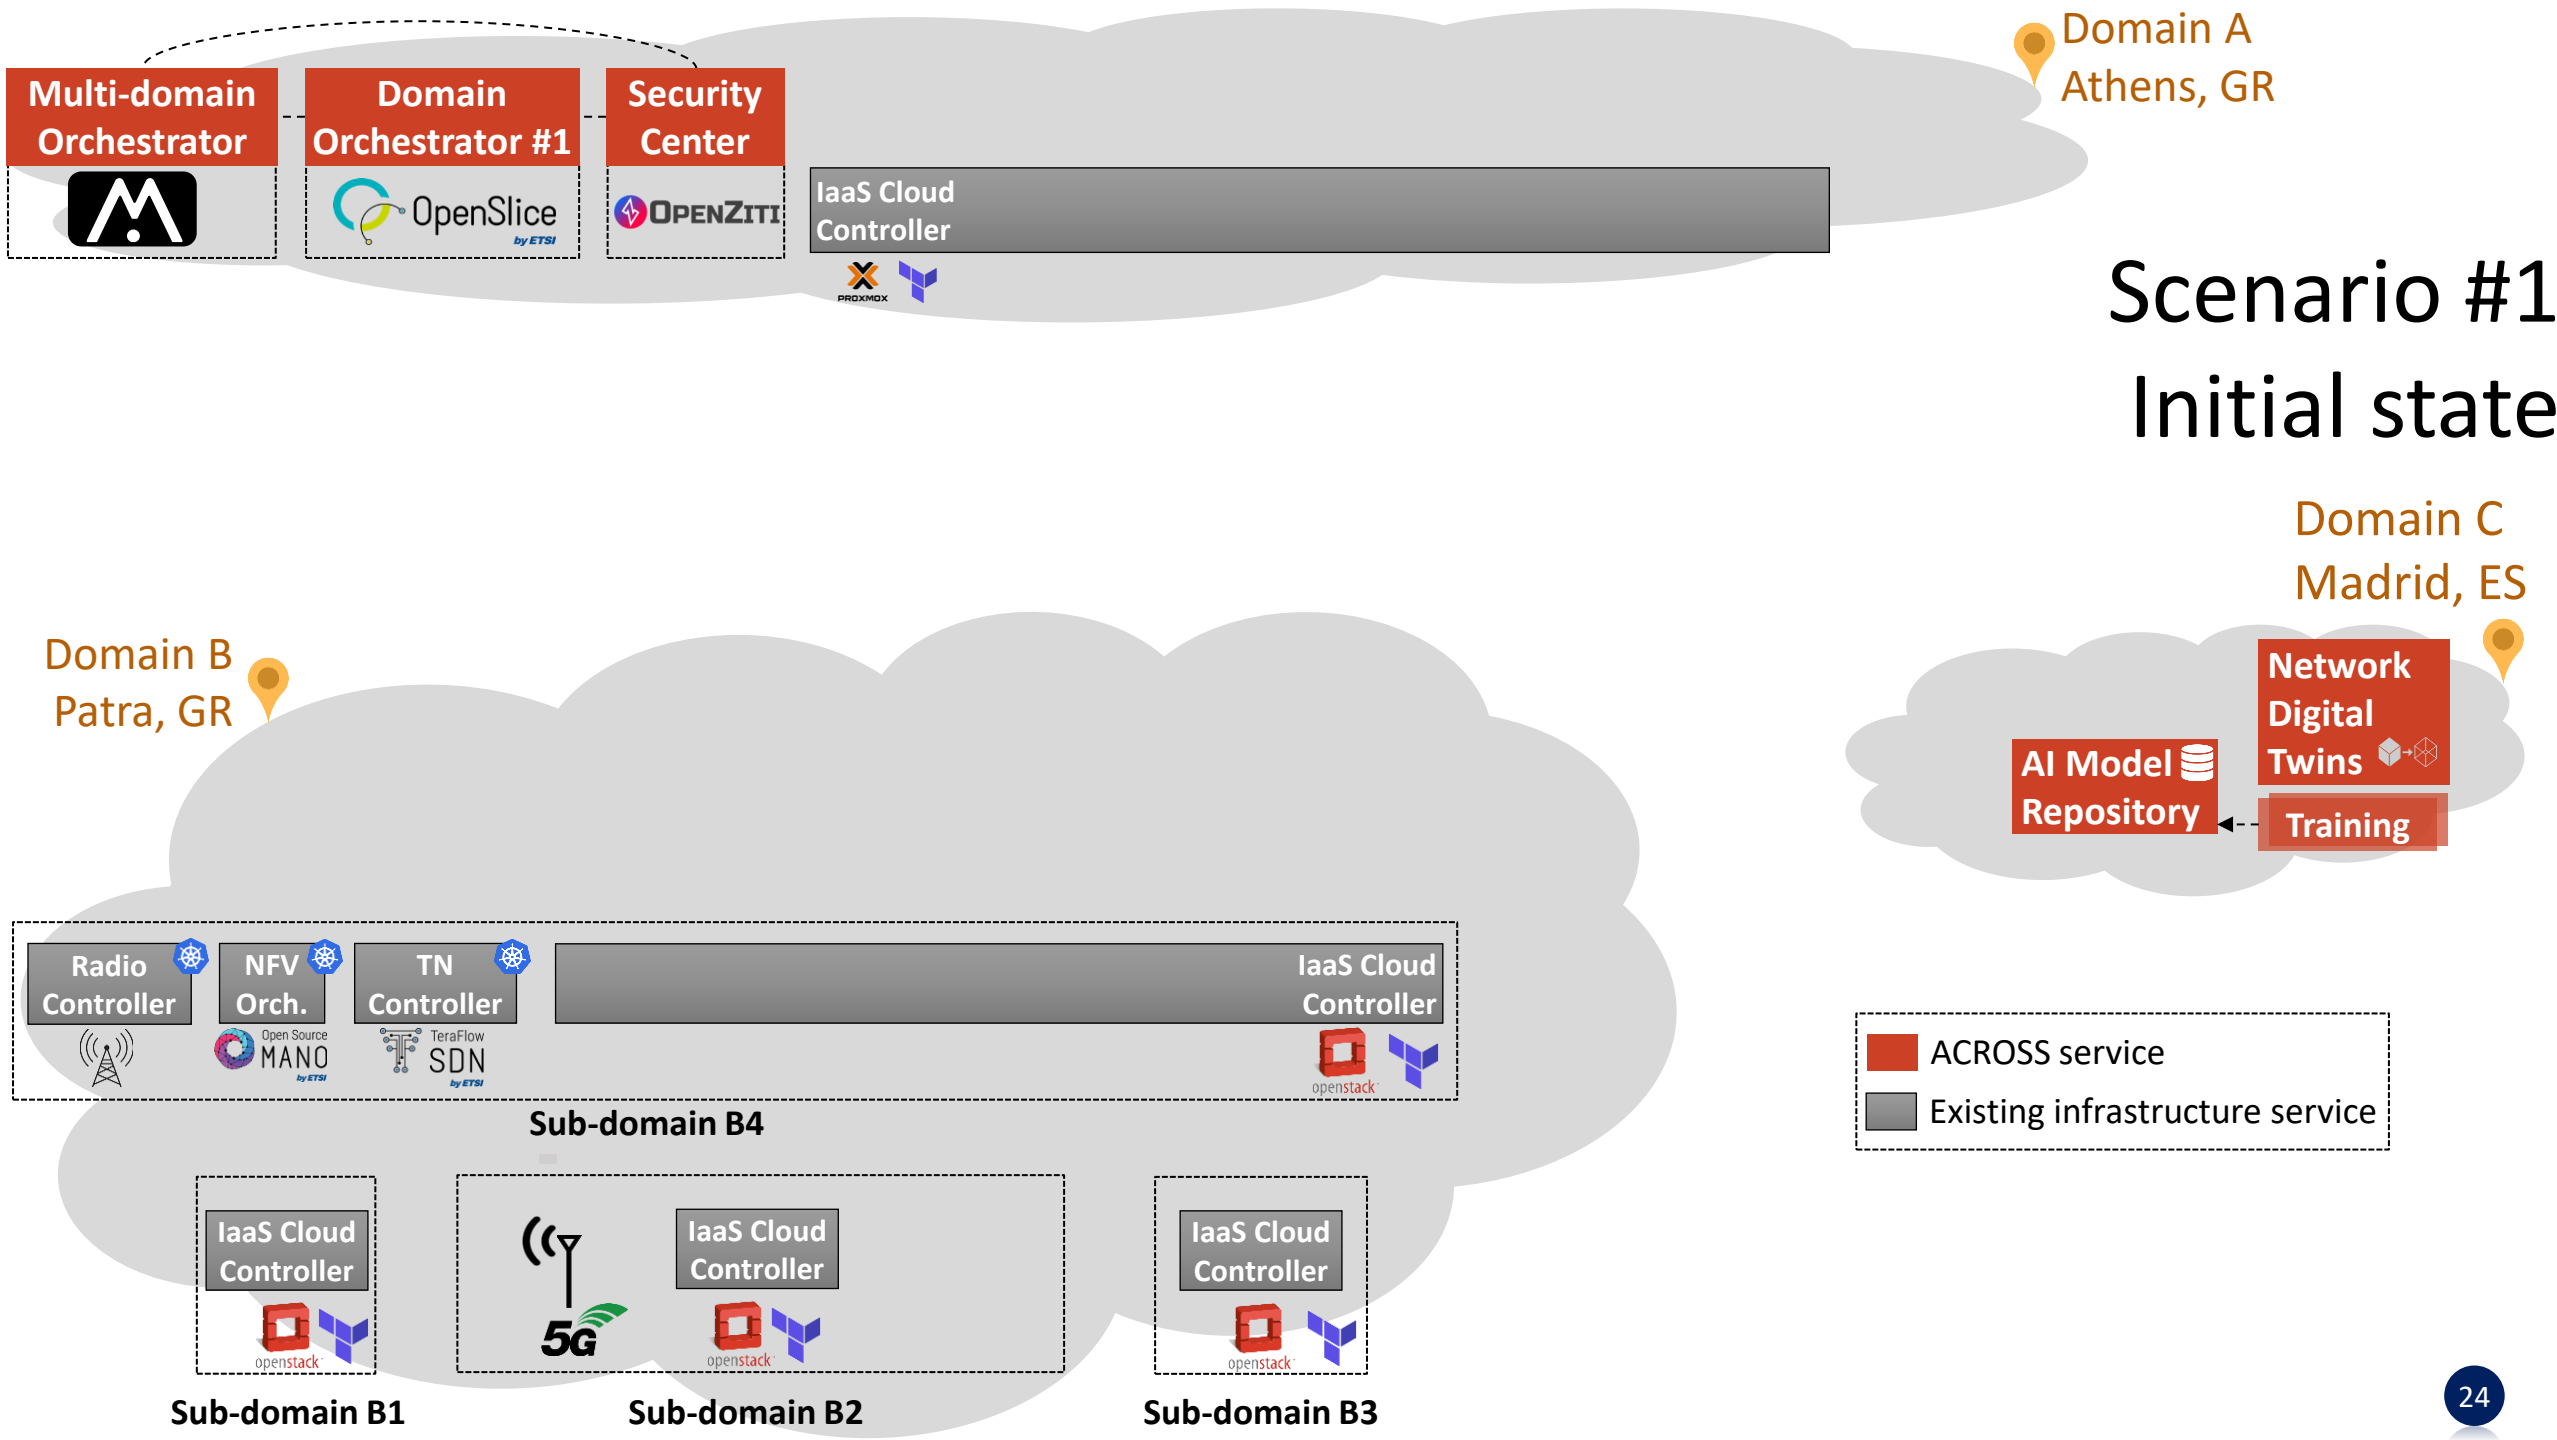 Domain A
Athens, GR
Multi-domain
Orchestrator
Domain
Orchestrator #1
Security
Center
OpenSlice
by ETSI
OPENZITI
IaaS Cloud
Controller
PROXMOX
Scenario #1
Initial state
Domain C
Madrid, ES
Domain B
Patra, GR
Network
Digital
Twins
AI Model
Repository
Training
Radio
Controller
NFV
Orch.
TN
Controller
IaaS Cloud
Controller
Open Source
MANO
by ETSI
TeraFlow
SDN
by ETSI
openstack
Sub-domain B4
ACROSS service
Existing infrastructure service
IaaS Cloud
Controller
openstack
Sub-domain B1
5G
IaaS Cloud
Controller
openstack
Sub-domain B2
IaaS Cloud
Controller
openstack
Sub-domain B3
24